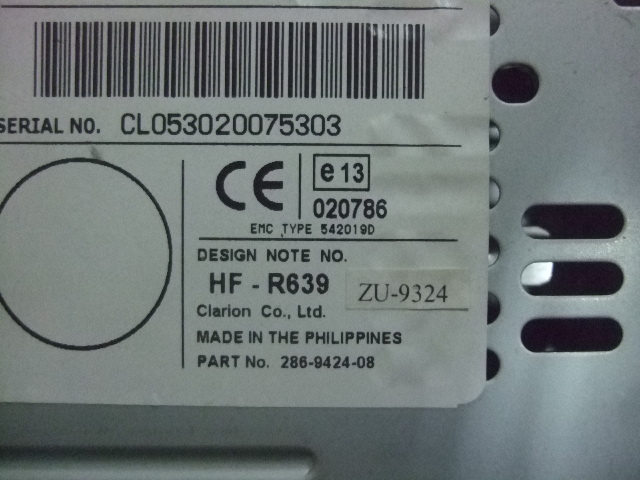 SERIAL NO. CL053020075303
CE
e 13
020786
EMC TYPE 542019D
DESIGN NOTE NO.
HF - R639
ZU-9324
Clarion Co., Ltd.
MADE IN THE PHILIPPINES
PART No. 286-9424-08